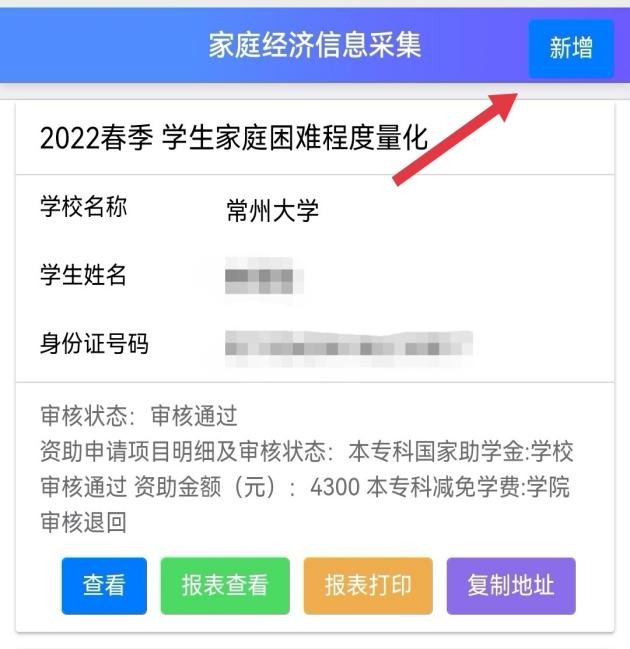 家庭经济信息采集
新增
2022春季 学生家庭困难程度量化
学校名称 常州大学
学生姓名
身份证号码
审核状态：审核通过
资助申请项目明细及审核状态：本专科国家助学金:学校
审核通过 资助金额（元）：4300 本专科减免学费:学院
审核退回
查看 报表查看 报表打印 复制地址